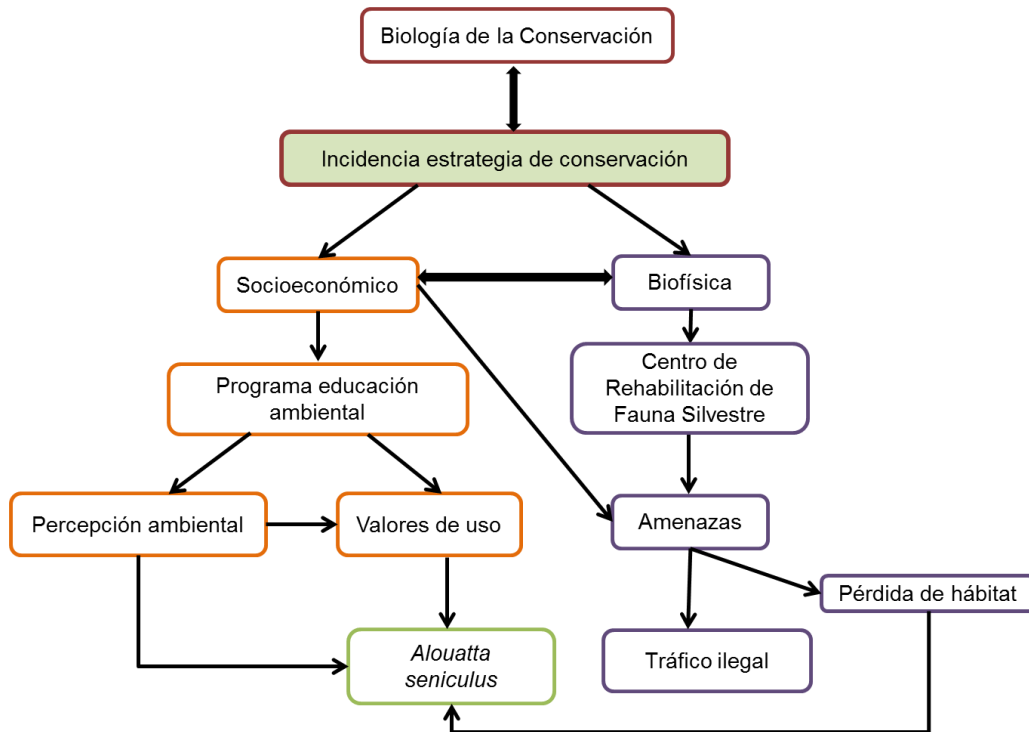 Biología de la Conservación
Incidencia estrategia de conservación
Socioeconómico
Biofísica
Programa educación
ambiental
Centro de
Rehabilitación de
Fauna Silvestre
Percepción ambiental
Valores de uso
Amenazas
Pérdida de hábitat
Alouatta
seniculus
Tráfico ilegal